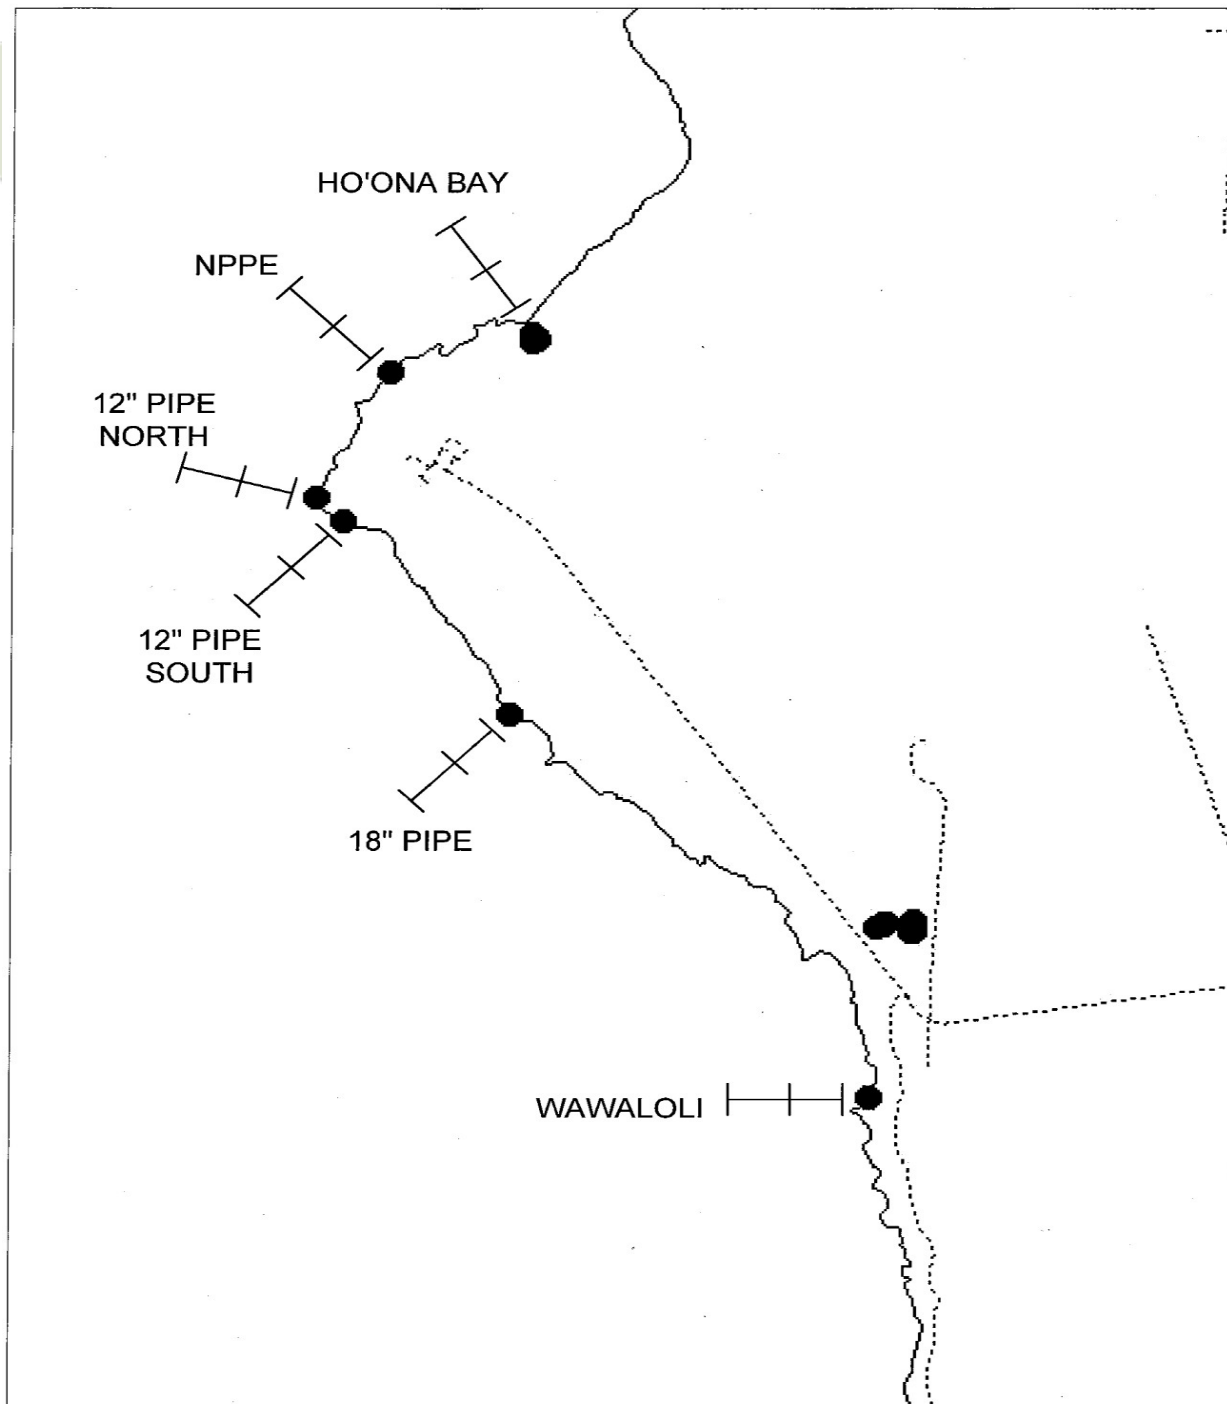 HO'ONA BAY
NPPE
12" PIPE
NORTH
12" PIPE
SOUTH
18" PIPE
WAWALOLI